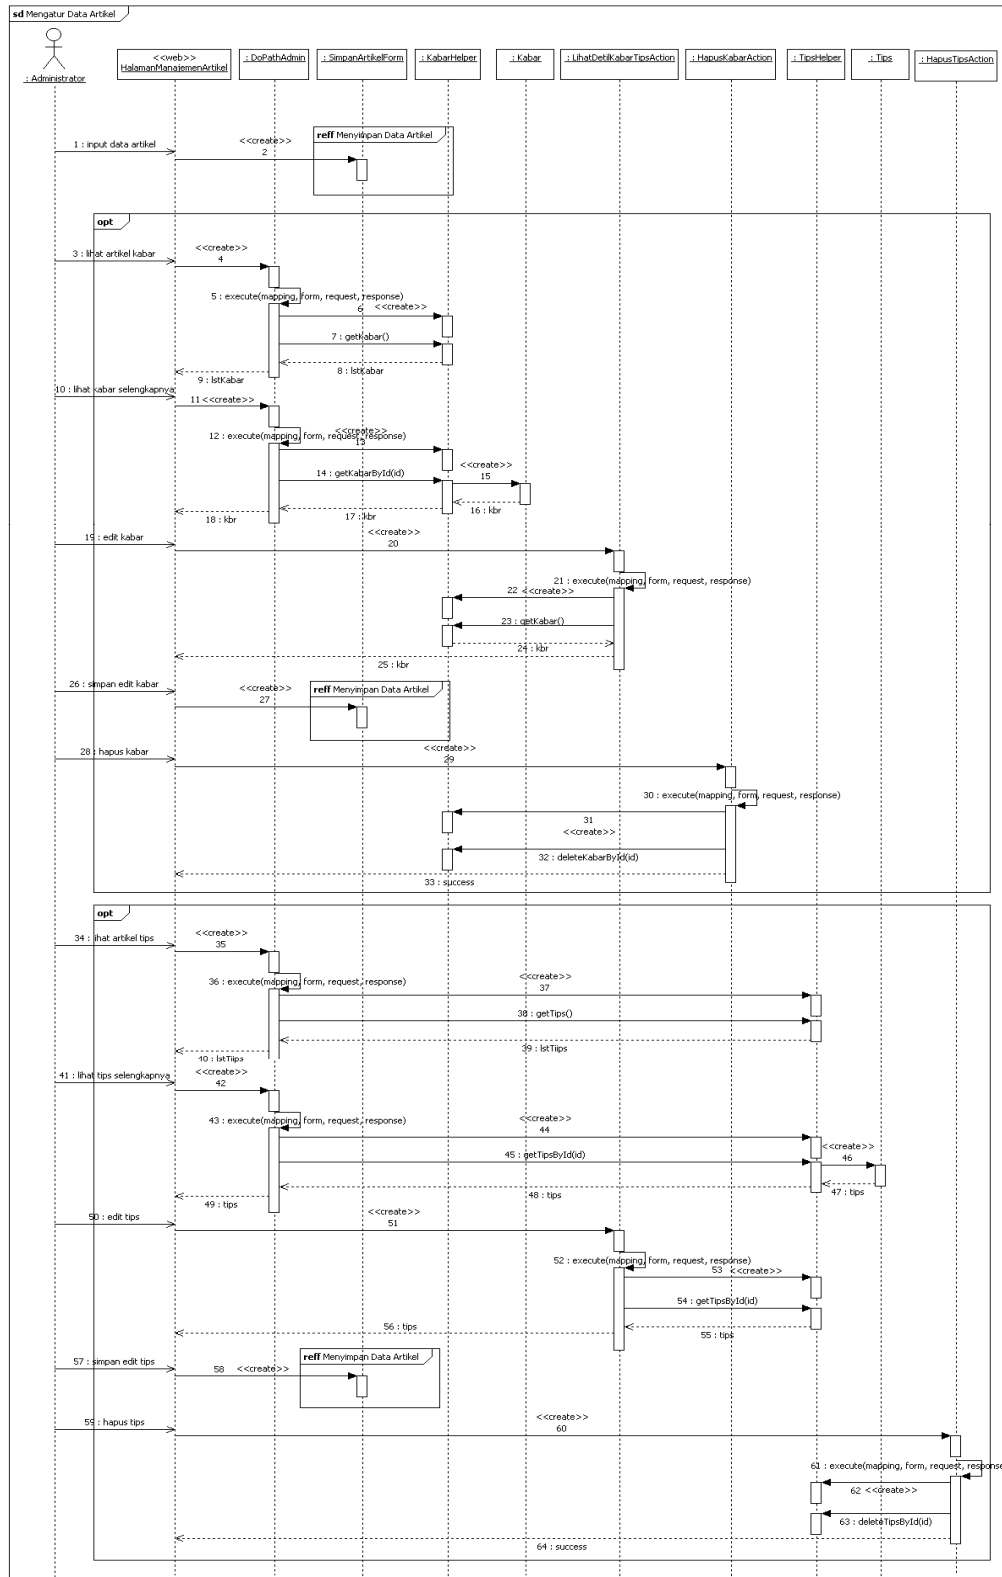 sd Mengatur Data Artikel
: Administrator
<<web>>
HalamanManajemenArtikel
: DoPathAdmin
: SimpanArtikelForm
: KabarHelper
: Kabar
: LihatDetilKabarTipsAction
: HapusKabarAction
: TipsHelper
: Tips
: HapusTipsAction
reff Menyimpan Data Artikel
1 : input data artikel
<<create>>
2
opt
3 : lihat artikel kabar
<<create>>
4
5 : execute(mapping, form, request, response)
6 <<create>>
7 : getKabar()
8 : lstKabar
9 : lstKabar
10 : lihat kabar selengkapnya
11 <<create>>
12 : execute(mapping, form, request, response)
<<create>>
13
14 : getKabarById(id)
<<create>>
15
16 : kbr
17 : kbr
18 : kbr
19 : edit kabar
<<create>>
20
21 : execute(mapping, form, request, response)
22 <<create>>
23 : getKabar()
24 : kbr
25 : kbr
26 : simpan edit kabar
<<create>>
27
reff Menyimpan Data Artikel
28 : hapus kabar
<<create>>
29
30 : execute(mapping, form, request, response)
31
<<create>>
32 : deleteKabarById(id)
33 : success
opt
34 : ihat artikel tips
<<create>>
35
36 : execute(mapping, form, request, response)
<<create>>
37
38 : getTips()
39 : lstTiips
40 : lstTiips
41 : lihat tips selengkapnya
<<create>>
42
43 : execute(mapping, form, request, response)
<<create>>
44
45 : getTipsById(id)
<<create>>
46
47 : tips
48 : tips
49 : tips
50 : edit tips
<<create>>
51
52 : execute(mapping, form, request, response)
53 <<create>>
54 : getTipsById(id)
55 : tips
56 : tips
57 : simpan edit tips
58 <<create>>
reff Menyimpan Data Artikel
59 : hapus tips
<<create>>
60
61 : execute(mapping, form, request, response
62 <<create>>
63 : deleteTipsById(id)
64 : success